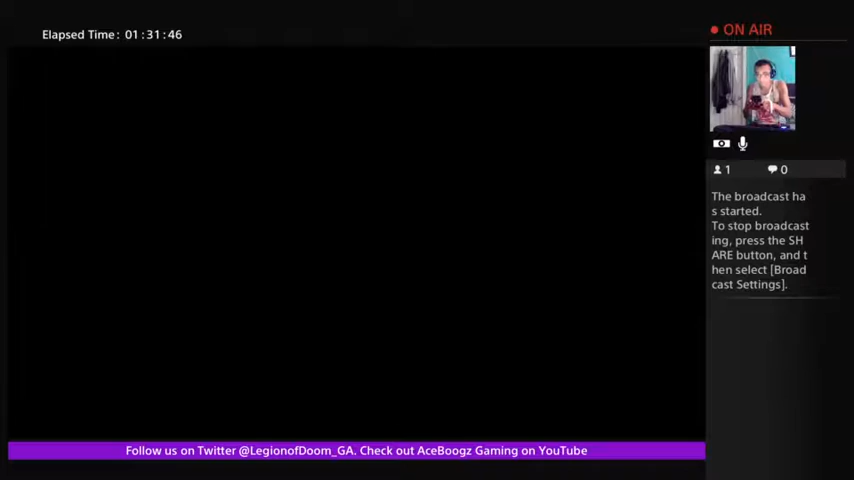 Elapsed Time: 01:31:46
ON AIR
1 0
The broadcast ha
s started.
To stop broadcast
ing, press the SH
ARE button, and t
hen select [Broad
cast Settings].
Follow us on Twitter @LegionofDoom_GA. Check out AceBoogz Gaming on YouTube